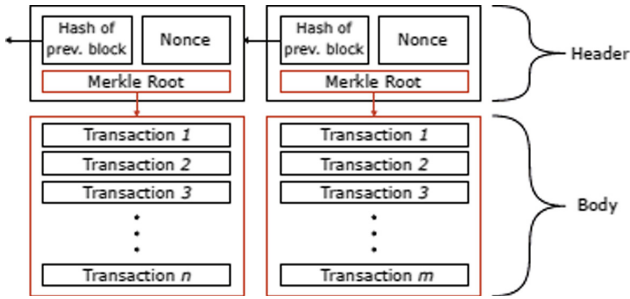 Hash of
prev. block
Nonce
Merkle Root
Hash of
prev. block
Nonce
Merkle Root
Header
Transaction 1
Transaction 2
Transaction 3
Transaction n
Transaction 1
Transaction 2
Transaction 3
Transaction m
Body